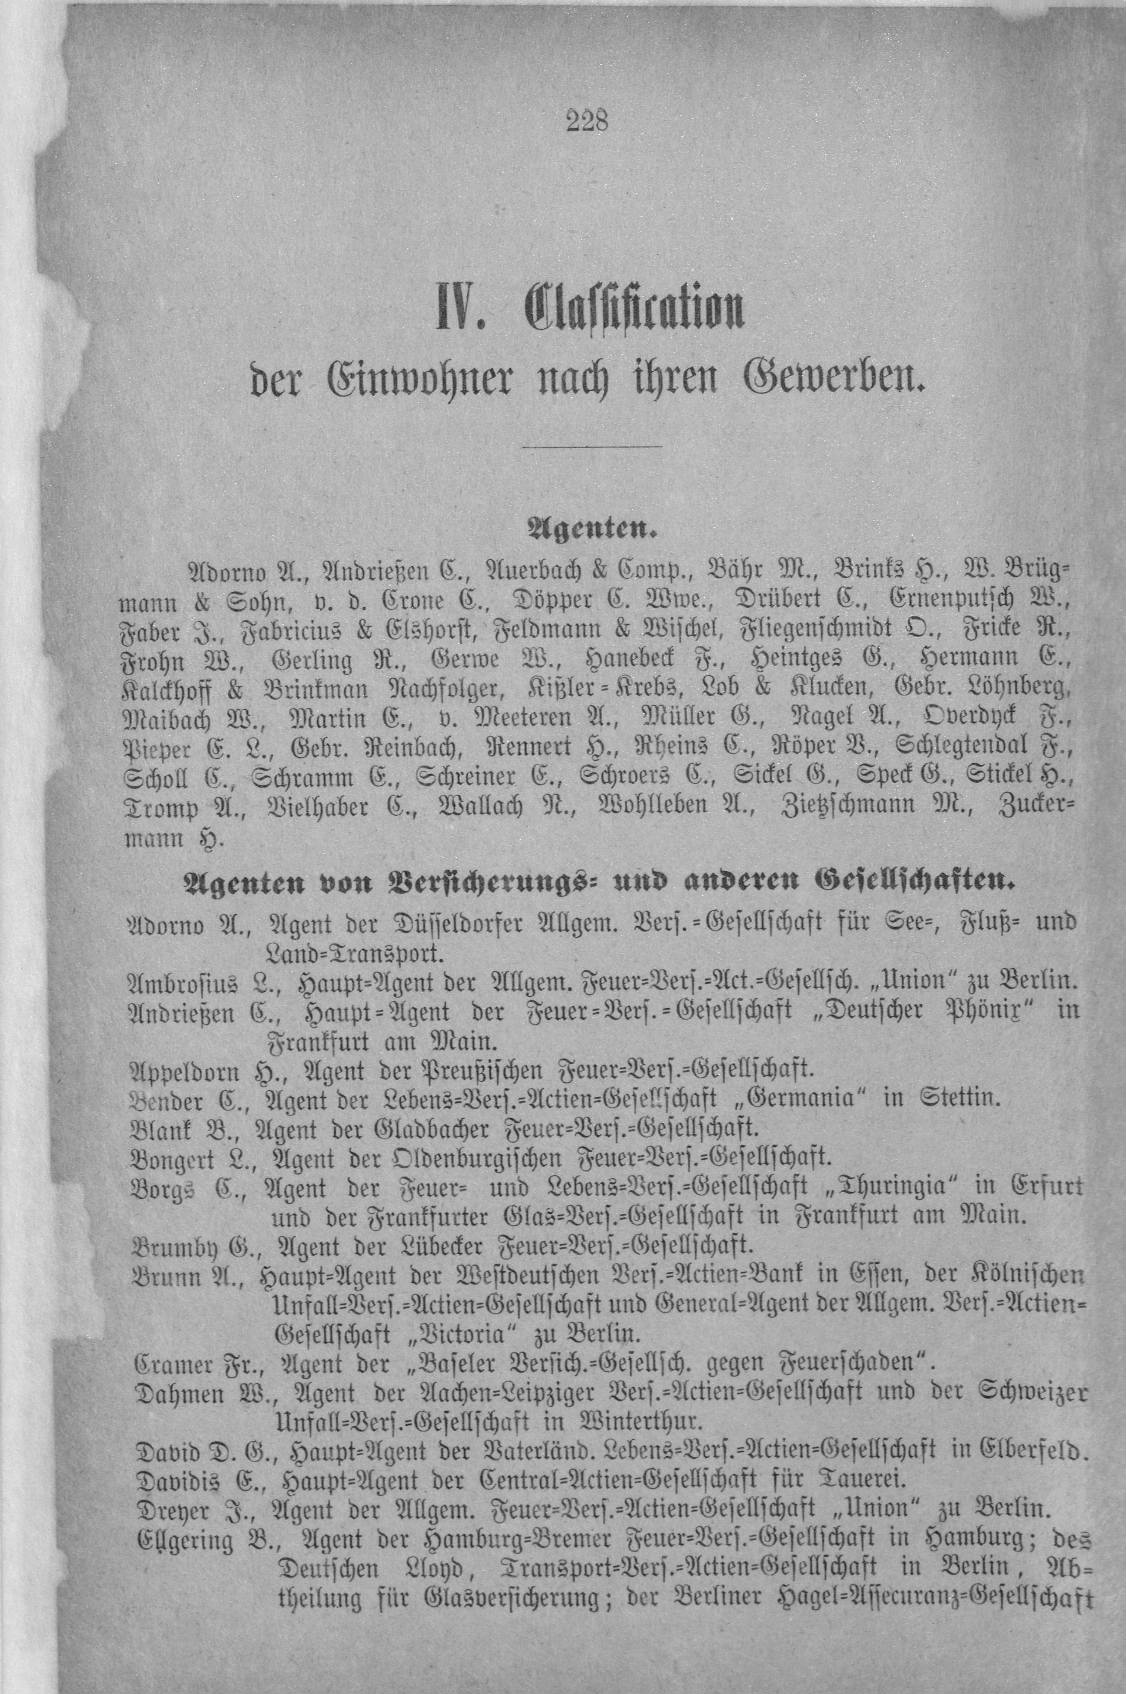 228
IV. Classification
der Einwohner nach ihren Gewerben.
Agenten.
Adorno A., Andrießen C., Auerbach & Comp., Bähr M., Brinks H., W. Brüg-
mann & Sohn, v. d. Crone C., Döpper C. Wwe., Drübert C., Ernenputsch W.,
Faber J., Fabricius & Elshorst, Feldmann & Wischel, Fliegenschmidt O., Fricke R.,
Frohn W., Gerling R., Gerwe W., Hanebeck F., Heintges G., Hermann E.,
Kalckhoff & Brinkman Nachfolger, Kißler-Krebs, Lob & Klucken, Gebr. Löhnberg,
Maibach W., Martin E., v. Meeteren A., Müller G., Nagel A., Overdyck F.,
Pieper E. L., Gebr. Reinbach, Rennert H., Rheins C., Röper V., Schlegtendal F.,
Scholl C., Schramm E., Schreiner E., Schroers C., Sickel G., Speck G., Stickel H.,
Tromp A., Vielhaber C., Wallach N., Wohlleben A., Zietzschmann M., Zucker-
mann H.
Agenten von Versicherungs- und anderen Gesellschaften.
Adorno A., Agent der Düsseldorfer Allgem. Vers.-Gesellschaft für See-, Fluß- und
Land-Transport.
Ambrosius L., Haupt-Agent der Allgem. Feuer-Vers.-Act.-Gesellsch. „Union“ zu Berlin.
Andrießen C., Haupt-Agent der Feuer-Vers.-Gesellschaft „Deutscher Phönix“ in
Frankfurt am Main.
Appeldorn H., Agent der Preußischen Feuer-Vers.-Gesellschaft.
Bender C., Agent der Lebens-Vers.-Actien-Gesellschaft „Germania“ in Stettin.
Blank B., Agent der Gladbacher Feuer-Vers.-Gesellschaft.
Bongert L., Agent der Oldenburgischen Feuer-Vers.-Gesellschaft.
Borgs C., Agent der Feuer- und Lebens-Vers.-Gesellschaft „Thuringia“ in Erfurt
und der Frankfurter Glas-Vers.-Gesellschaft in Frankfurt am Main.
Brumby G., Agent der Lübecker Feuer-Vers.-Gesellschaft.
Brunn A., Haupt-Agent der Westdeutschen Vers.-Actien-Bank in Essen, der Kölnischen
Unfall-Vers.-Actien-Gesellschaft und General-Agent der Allgem. Vers.-Actien-
Gesellschaft „Victoria“ zu Berlin.
Cramer Fr., Agent der „Baseler Versich.-Gesellsch. gegen Feuerschaden“.
Dahmen W., Agent der Aachen-Leipziger Vers.-Actien-Gesellschaft und der Schweizer
Unfall-Vers.-Gesellschaft in Winterthur.
David D. G., Haupt-Agent der Vaterländ. Lebens-Vers.-Actien-Gesellschaft in Elberfeld.
Davidis E., Haupt-Agent der Central-Actien-Gesellschaft für Tauerei.
Dreyer J., Agent der Allgem. Feuer-Vers.-Actien-Gesellschaft „Union“ zu Berlin.
Ellgering B., Agent der Hamburg-Bremer Feuer-Vers.-Gesellschaft in Hamburg; des
Deutschen Lloyd, Transport-Vers.-Actien-Gesellschaft in Berlin, Ab-
theilung für Glasversicherung; der Berliner Hagel-Assecuranz-Gesellschaft